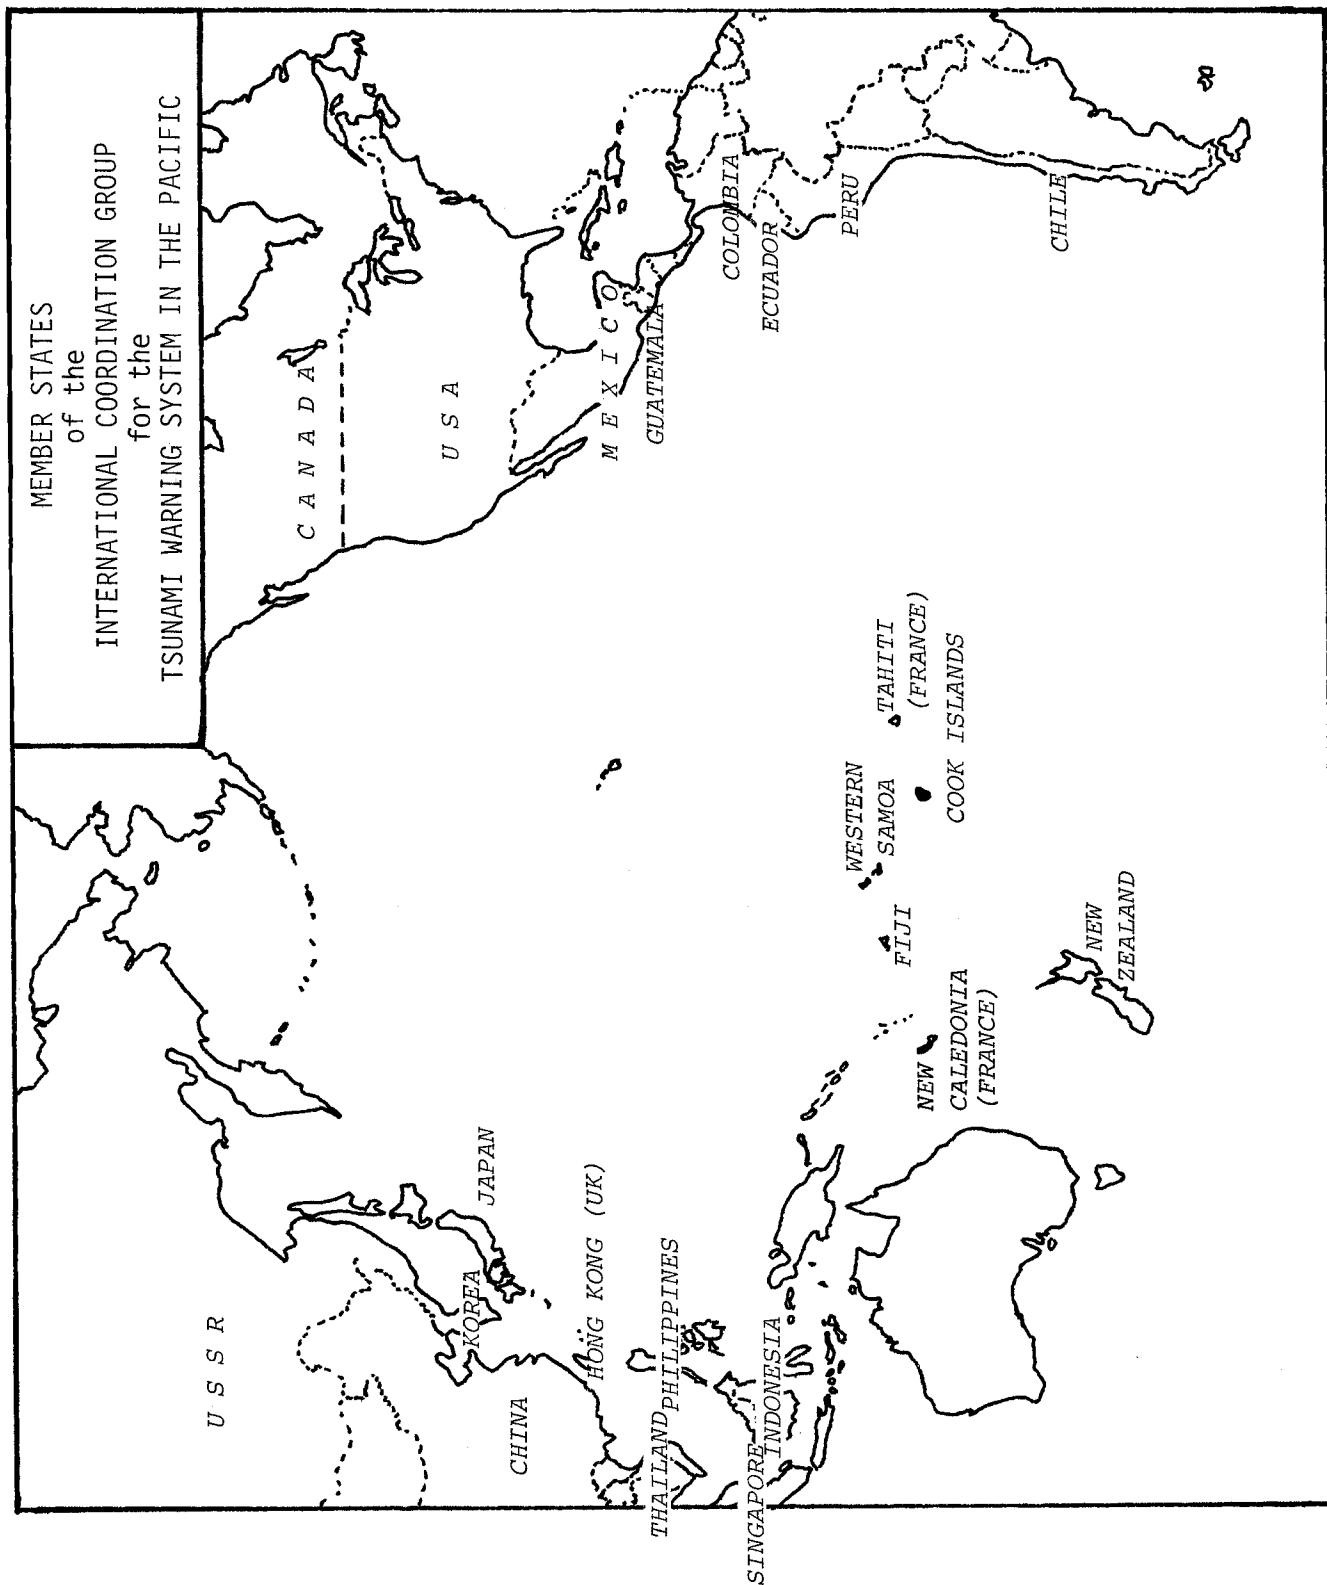 MEMBER STATES
of the
INTERNATIONAL COORDINATION GROUP
for the
TSUNAMI WARNING SYSTEM IN THE PACIFIC
U S S R
CANADA
KOREA
JAPAN
USA
CHINA
HONG KONG (UK)
MEXICO
THAILAND
PHILIPPINES
GUATEMALA
SINGAPORE
INDONESIA
COLOMBIA
ECUADOR
WESTERN
SAMOA
TAHITI
(FRANCE)
PERU
FIJI
COOK ISLANDS
NEW
CALEDONIA
(FRANCE)
CHILE
NEW
ZEALAND